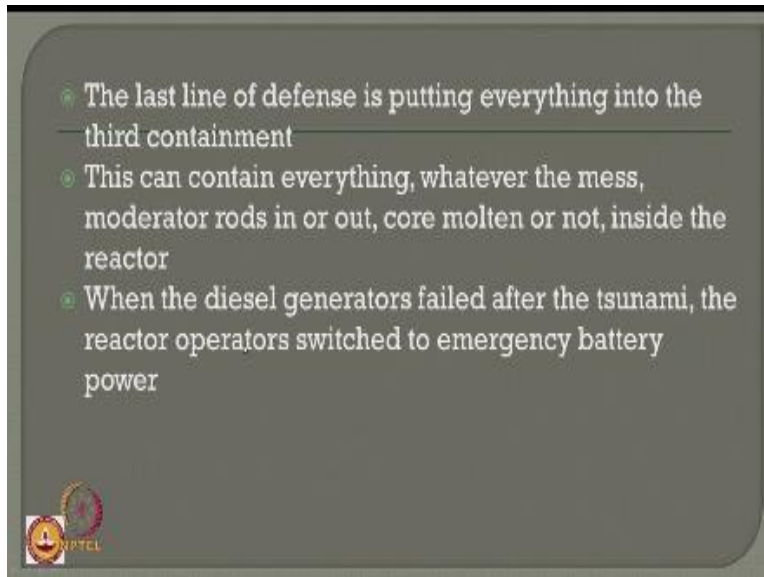 The last line of defense is putting everything into the
third containment
This can contain everything, whatever the mess,
moderator rods in or out, core molten or not, inside the
reactor
When the diesel generators failed after the tsunami, the
reactor operators switched to emergency battery
power
NPTEL